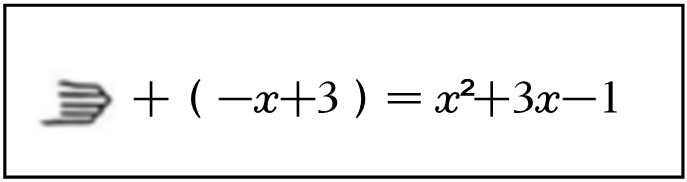 + ( −x+3 ) = x²+3x−1